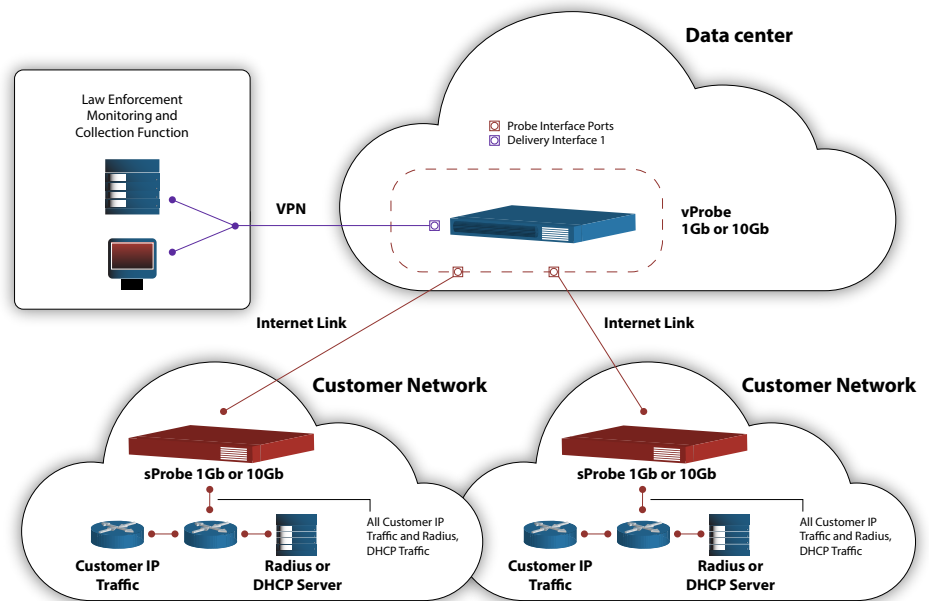 Data center
Law Enforcement
Monitoring and
Collection Function
Probe Interface Ports
Delivery Interface 1
VPN
vProbe
1Gb or 10Gb
Internet Link
Internet Link
Customer Network
Customer Network
sProbe 1Gb or 10Gb
sProbe 1Gb or 10Gb
All Customer IP
Traffic and Radius,
DHCP Traffic
All Customer IP
Traffic and Radius,
DHCP Traffic
Customer IP
Traffic
Radius or
DHCP Server
Customer IP
Traffic
Radius or
DHCP Server